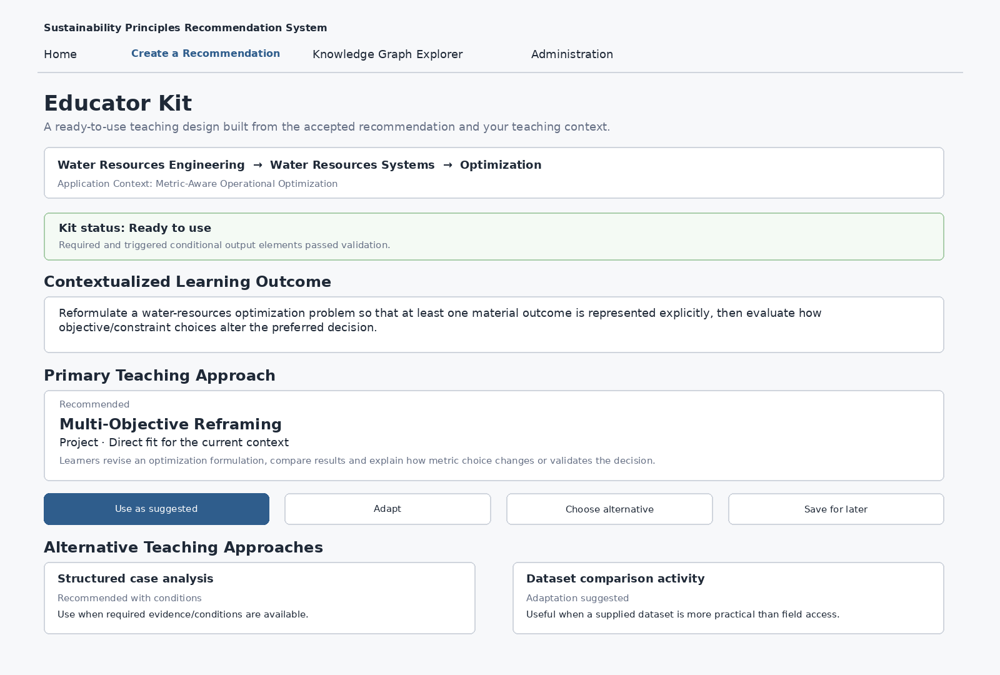 Sustainability Principles Recommendation System
Home Create a Recommendation Knowledge Graph Explorer Administration
Educator Kit
A ready-to-use teaching design built from the accepted recommendation and your teaching context.
Water Resources Engineering → Water Resources Systems → Optimization
Application Context: Metric-Aware Operational Optimization
Kit status: Ready to use
Required and triggered conditional output elements passed validation.
Contextualized Learning Outcome
Reformulate a water-resources optimization problem so that at least one material outcome is represented explicitly, then evaluate how
objective/constraint choices alter the preferred decision.
Primary Teaching Approach
Recommended
Multi-Objective Reframing
Project · Direct fit for the current context
Learners revise an optimization formulation, compare results and explain how metric choice changes or validates the decision.
Use as suggested Adapt Choose alternative Save for later
Alternative Teaching Approaches
Structured case analysis
Recommended with conditions
Use when required evidence/conditions are available.
Dataset comparison activity
Adaptation suggested
Useful when a supplied dataset is more practical than field access.